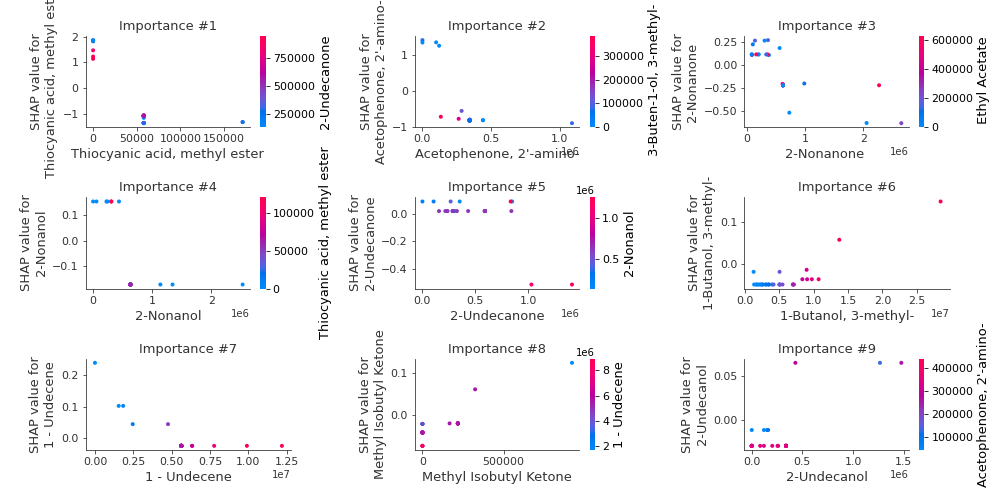 Importance #1
SHAP value for
Thiocyanic acid, methyl est
2
1
0
−1
0
50000
100000
150000
Thiocyanic acid, methyl ester
750000
500000
250000
2-Undecanone
Importance #2
SHAP value for
Acetophenone, 2'-amino-
1
0
−1
0.0
0.5
1.0
1e6
Acetophenone, 2'-amino-
300000
200000
100000
0
3-Buten-1-ol, 3-methyl-
Importance #3
SHAP value for
2-Nonanone
0.25
0.00
−0.25
−0.50
0
1
2
1e6
2-Nonanone
600000
400000
200000
0
Ethyl Acetate
Importance #4
SHAP value for
2-Nonanol
0.1
0.0
−0.1
0
1
2
1e6
2-Nonanol
100000
50000
0
Thiocyanic acid, methyl ester
Importance #5
SHAP value for
2-Undecanone
0.0
−0.2
−0.4
0.0
0.5
1.0
1e6
2-Undecanone
1e6
1.0
0.5
2-Nonanol
Importance #6
SHAP value for
1-Butanol, 3-methyl-
0.1
0.0
0.0
0.5
1.0
1.5
2.0
2.5
1e7
1-Butanol, 3-methyl-
Importance #7
SHAP value for
1 - Undecene
0.2
0.1
0.0
0.00
0.25
0.50
0.75
1.00
1.25
1e7
1 - Undecene
Importance #8
SHAP value for
Methyl Isobutyl Ketone
0.1
0.0
0
500000
Methyl Isobutyl Ketone
1e6
8
6
4
2
1 - Undecene
Importance #9
SHAP value for
2-Undecanol
0.05
0.00
0.0
0.5
1.0
1.5
1e6
2-Undecanol
400000
300000
200000
100000
Acetophenone, 2'-amino-